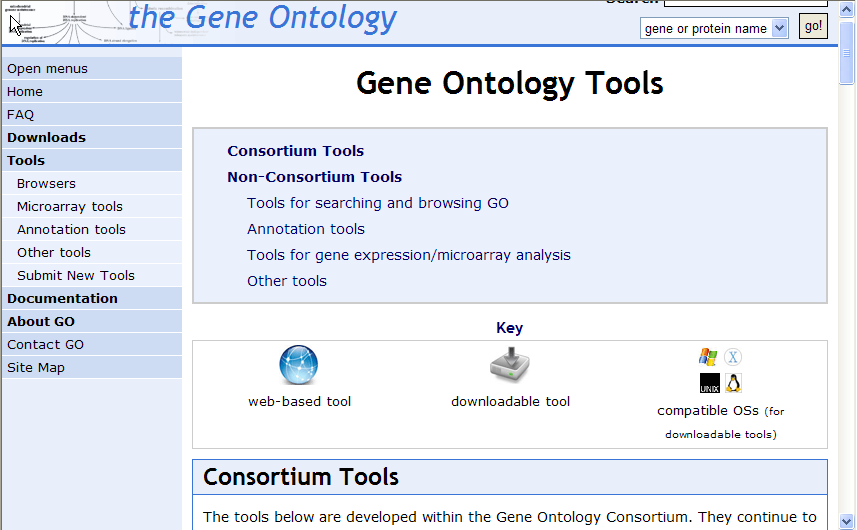 the Gene Ontology
Search
gene or protein name
go!
Open menus
Home
FAQ
Downloads
Tools
Browsers
Microarray tools
Annotation tools
Other tools
Submit New Tools
Documentation
About GO
Contact GO
Site Map
Gene Ontology Tools
Consortium Tools
Non-Consortium Tools
Tools for searching and browsing GO
Annotation tools
Tools for gene expression/microarray analysis
Other tools
Key
web-based tool
downloadable tool
X
UNIX
compatible OSs (for
downloadable tools)
Consortium Tools
The tools below are developed within the Gene Ontology Consortium. They continue to